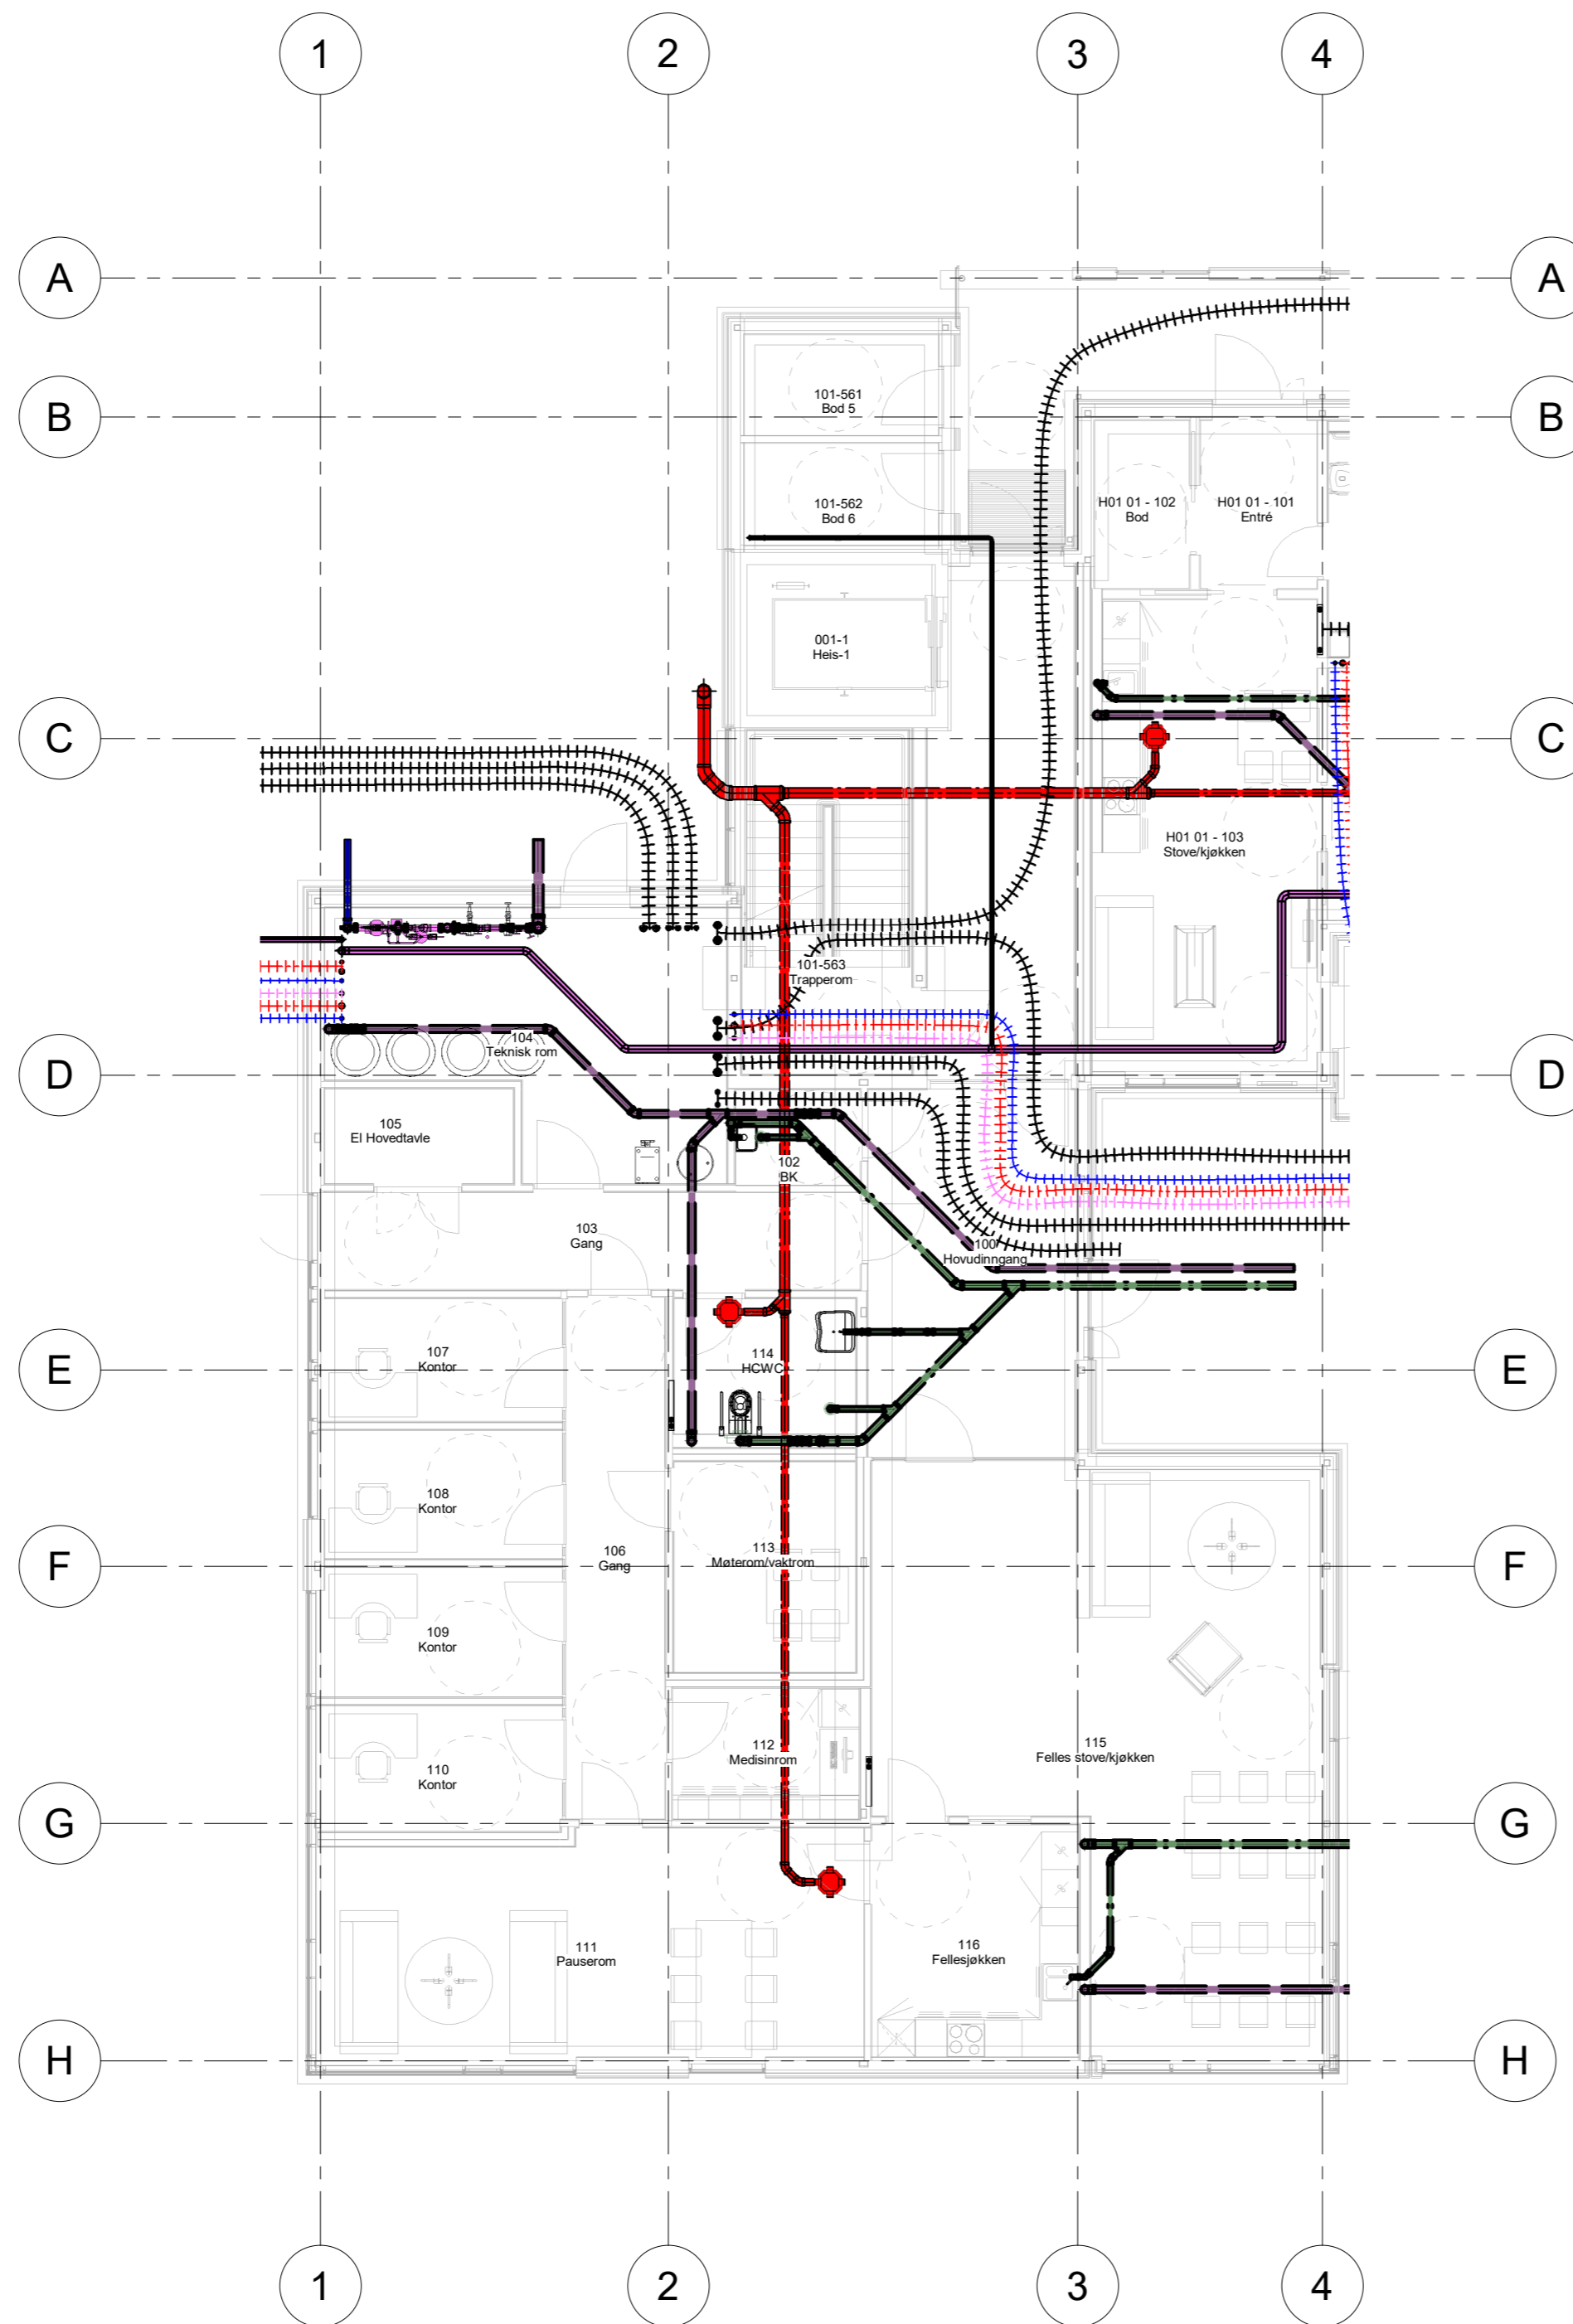 1
2
3
4
A
A
101-561
Bod 5
B
B
101-562
Bod 6
H01 01 - 102
Bod
H01 01 - 101
Entré
001-1
Heis-1
C
C
H01 01 - 103
Stove/kjøkken
101-563
Trapperom
104
Teknisk rom
D
D
105
El Hovedtavle
102
BK
103
Gang
100
Hovudinngang
107
Kontor
114
HCWC
E
E
108
Kontor
106
Gang
113
Møterom/vaktrom
F
F
109
Kontor
112
Medisinrom
115
Felles stove/kjøkken
110
Kontor
G
G
111
Pauserom
116
Fellesjøkken
H
H
1
2
3
4